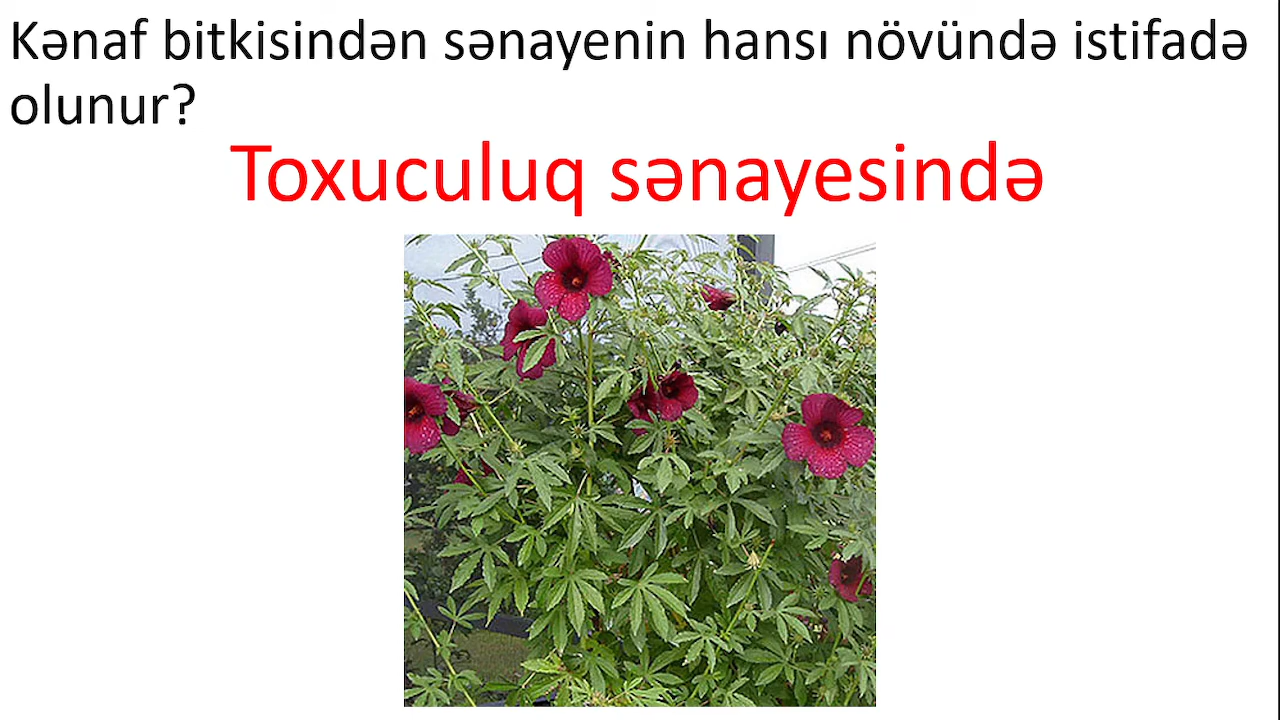 Kənaf bitkisindən sənayenin hansı növündə istifadə
olunur?
Toxuculuq sənayesində